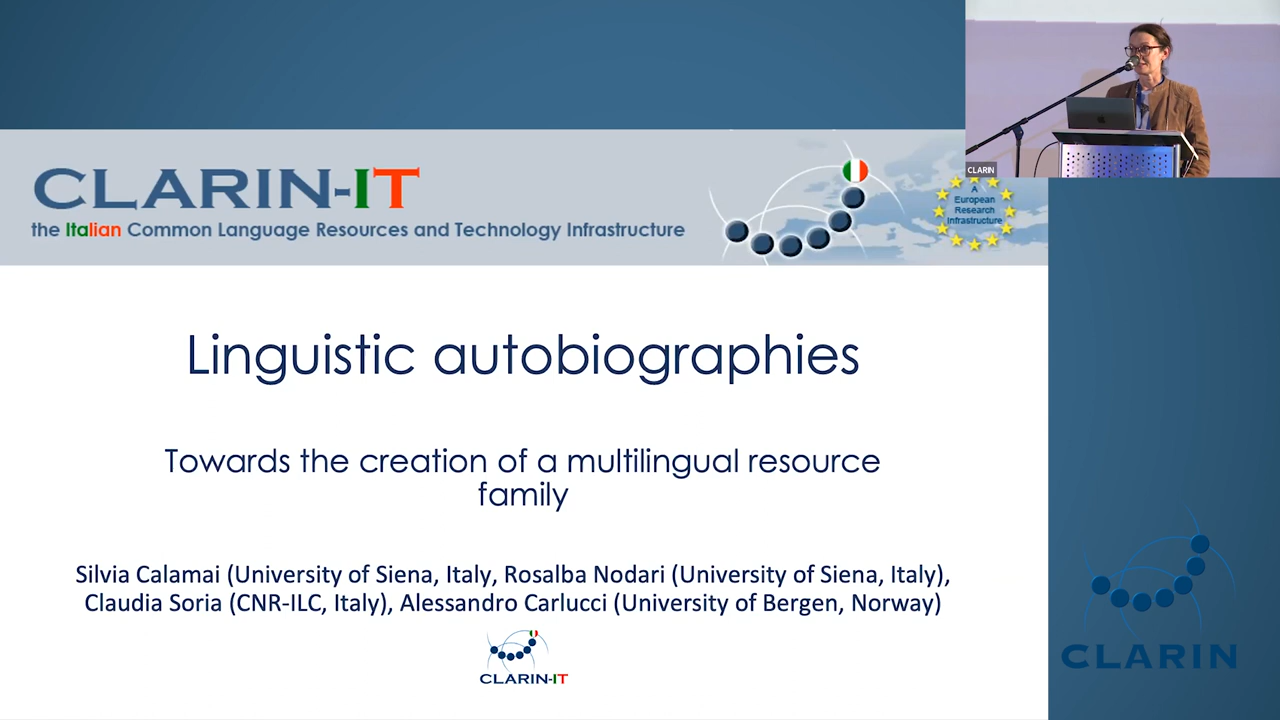 CLARIN-IT
the Italian Common Language Resources and Technology Infrastructure
A
European
Research
Infrastructure
CLARIN
Linguistic autobiographies
Towards the creation of a multilingual resource
family
Silvia Calamai (University of Siena, Italy, Rosalba Nodari (University of Siena, Italy),
Claudia Soria (CNR-ILC, Italy), Alessandro Carlucci (University of Bergen, Norway)
CLARIN-IT
CLARIN